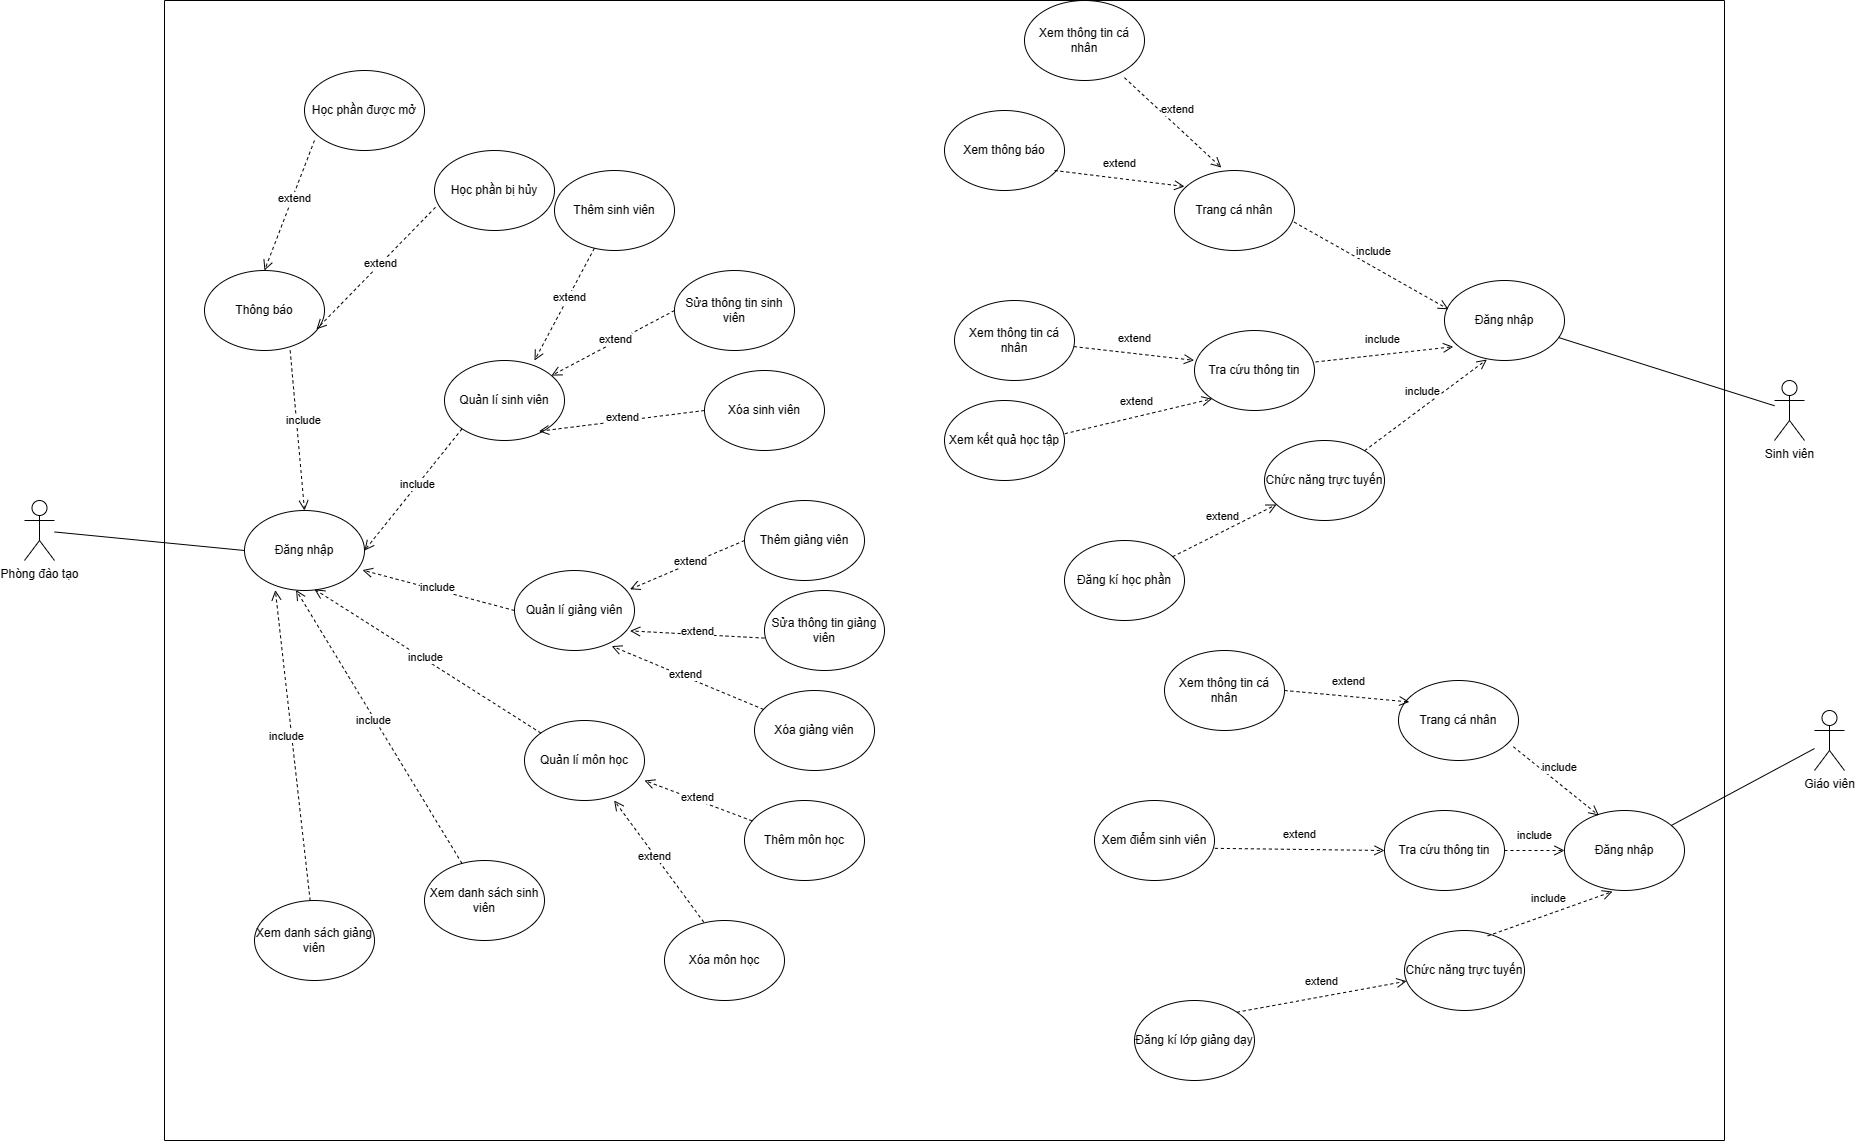 Xem thông tin cá
nhân
extend
Học phần được mở
Xem thông báo
extend
Học phần bị hủy
extend
Thêm sinh viên
Trang cá nhân
include
extend
extend
Sửa thông tin sinh
viên
Thông báo
Đăng nhập
extend
Xem thông tin cá
nhân
extend
include
Tra cứu thông tin
Quản lí sinh viên
include
extend
Xóa sinh viên
extend
include
extend
Xem kết quả học tập
Sinh viên
include
Chức năng trực tuyến
extend
Thêm giảng viên
Đăng nhập
extend
Phòng đào tạo
include
Đăng kí học phần
Quản lí giảng viên
Sửa thông tin giảng
viên
extend
include
extend
Xem thông tin cá
nhân
extend
Trang cá nhân
include
Xóa giảng viên
include
Quản lí môn học
include
Giáo viên
extend
Thêm môn học
Xem điểm sinh viên
extend
Tra cứu thông tin
include
Đăng nhập
extend
Xem danh sách sinh
viên
include
Xem danh sách giảng
viên
Xóa môn học
Chức năng trực tuyến
extend
Đăng kí lớp giảng dạy